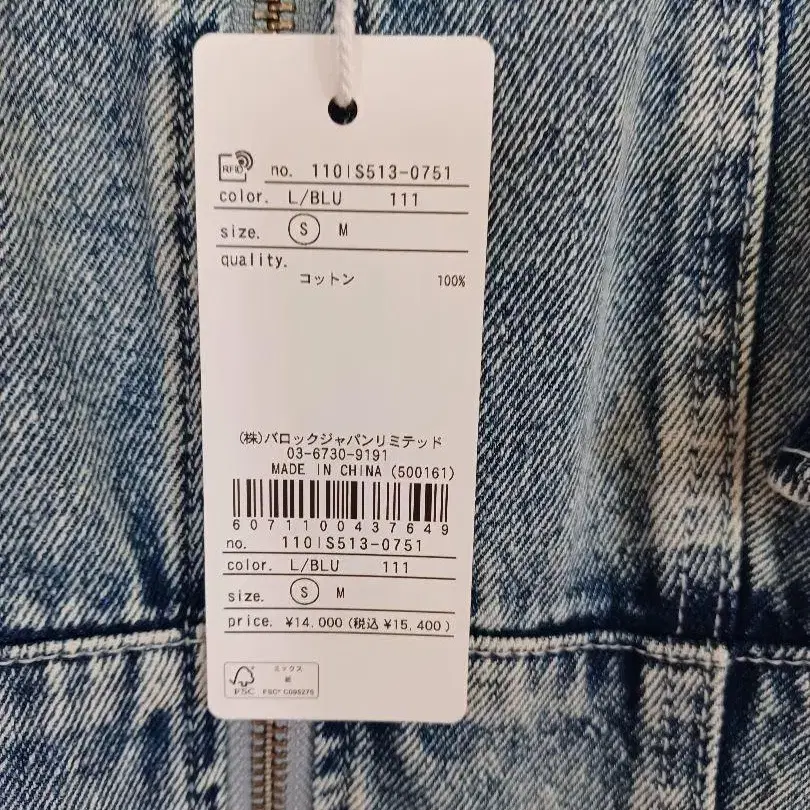 RFID
no. 110IS513-0751
color. L/BLU 111
size. S M
quality.
コットン 100%
(株)バロックジャパンリミテッド
03-6730-9191
MADE IN CHINA (500161)
6071100437649
no. 110IS513-0751
color. L/BLU 111
size. S M
price. ¥14,000(税込¥15,400)
ミックス
紙
FSC
FSC® C095275